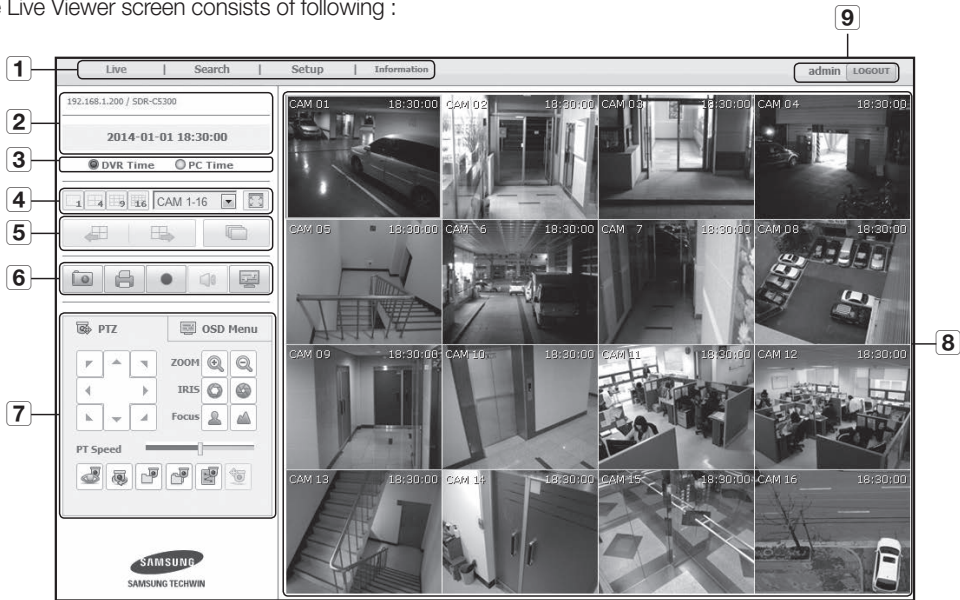 Live Viewer screen consists of following :
9
1
Live | Search | Setup | Information
admin LOGOUT
2
192.168.1.200 / SDR-C5300
2014-01-01 18:30:00
3
DVR Time PC Time
4
1 4 9 16 CAM 1-16
5
6
7
PTZ OSD Menu
ZOOM
IRIS
Focus
PT Speed
SAMSUNG
SAMSUNG TECHWIN
8
CAM 01 18:30:00 CAM 02 18:30:00 CAM 03 18:30:00 CAM 04 18:30:00
CAM 05 18:30:00 CAM 6 18:30:00 CAM 7 18:30:00 CAM 08 18:30:00
CAM 09 18:30:00 CAM 10 18:30:00 CAM 11 18:30:00 CAM 12 18:30:00
CAM 13 18:30:00 CAM 14 18:30:00 CAM 15 18:30:00 CAM 16 18:30:00